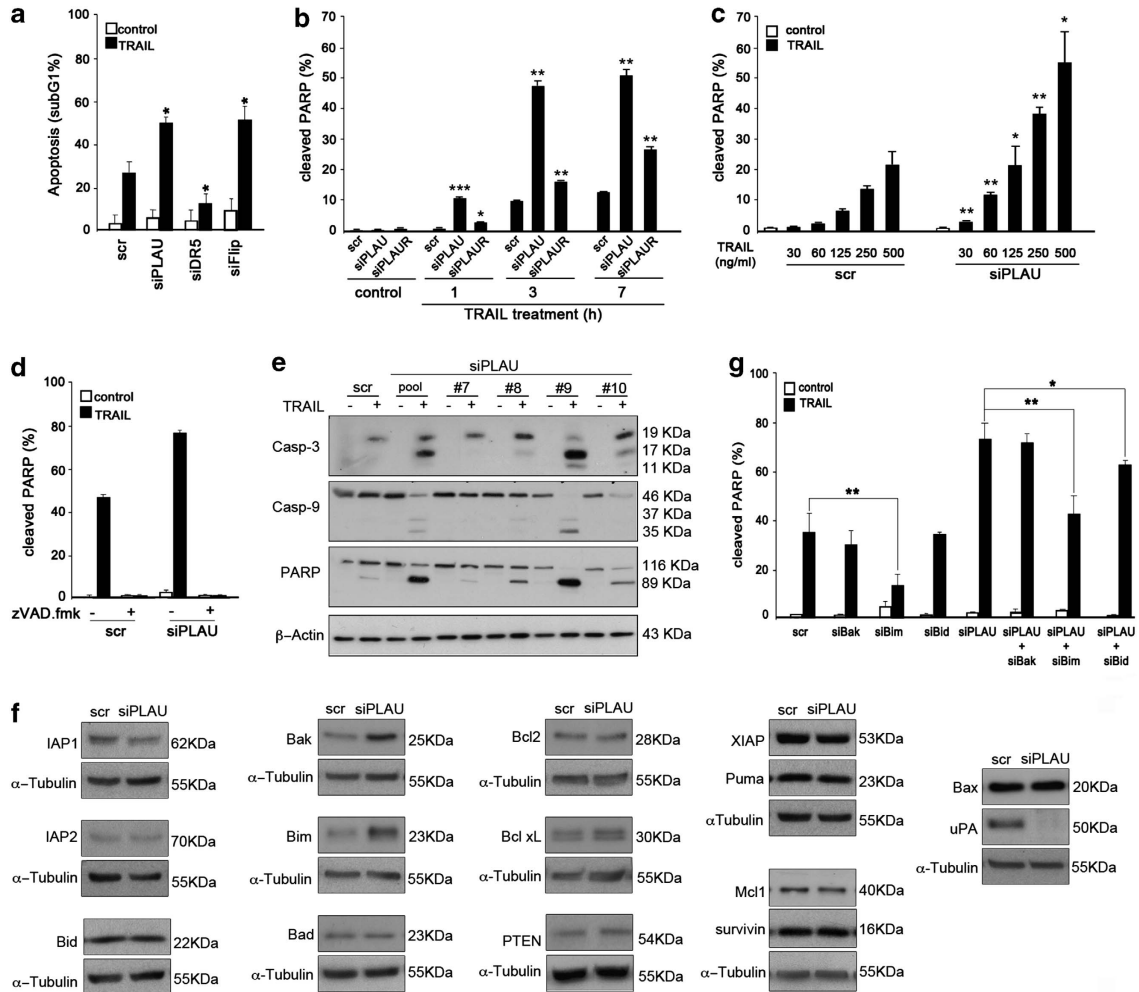 a
control
TRAIL
Apoptosis (subG1%)
100
80
60
40
20
0
* * *
scr siPLAU siDR5 siFlip
b
cleaved PARP (%)
70
60
50
40
30
20
10
0
*** * ** ** ** **
scr siPLAU siPLAUR scr siPLAU siPLAUR scr siPLAU siPLAUR scr siPLAU siPLAUR
control 1 3 7
TRAIL treatment (h)
c
control
TRAIL
cleaved PARP (%)
70
60
50
40
30
20
10
0
** ** * ** *
TRAIL (ng/ml)
30 60 125 250 500 30 60 125 250 500
scr siPLAU
d
control
TRAIL
cleaved PARP (%)
100
80
60
40
20
0
zVAD.fmk - + - +
scr siPLAU
e
siPLAU
scr pool #7 #8 #9 #10
TRAIL - + - + - + - + - + - +
Casp-3
19 KDa
17 KDa
11 KDa
Casp-9
46 KDa
37 KDa
35 KDa
PARP
116 KDa
89 KDa
β-Actin 43 KDa
g
control
TRAIL
cleaved PARP (%)
100
80
60
40
20
0
** ** *
scr siBak siBim siBid siPLAU siPLAU + siBak siPLAU + siBim siPLAU + siBid
f
scr siPLAU
IAP1 62KDa
α-Tubulin 55KDa
IAP2 70KDa
α-Tubulin 55KDa
Bid 22KDa
α-Tubulin 55KDa
scr siPLAU
Bak 25KDa
α-Tubulin 55KDa
Bim 23KDa
α-Tubulin 55KDa
Bad 23KDa
α-Tubulin 55KDa
scr siPLAU
Bcl2 28KDa
α-Tubulin 55KDa
Bcl xL 30KDa
α-Tubulin 55KDa
PTEN 54KDa
α-Tubulin 55KDa
scr siPLAU
XIAP 53KDa
Puma 23KDa
αTubulin 55KDa
Mcl1 40KDa
survivin 16KDa
α-Tubulin 55KDa
scr siPLAU
Bax 20KDa
uPA 50KDa
α-Tubulin 55KDa